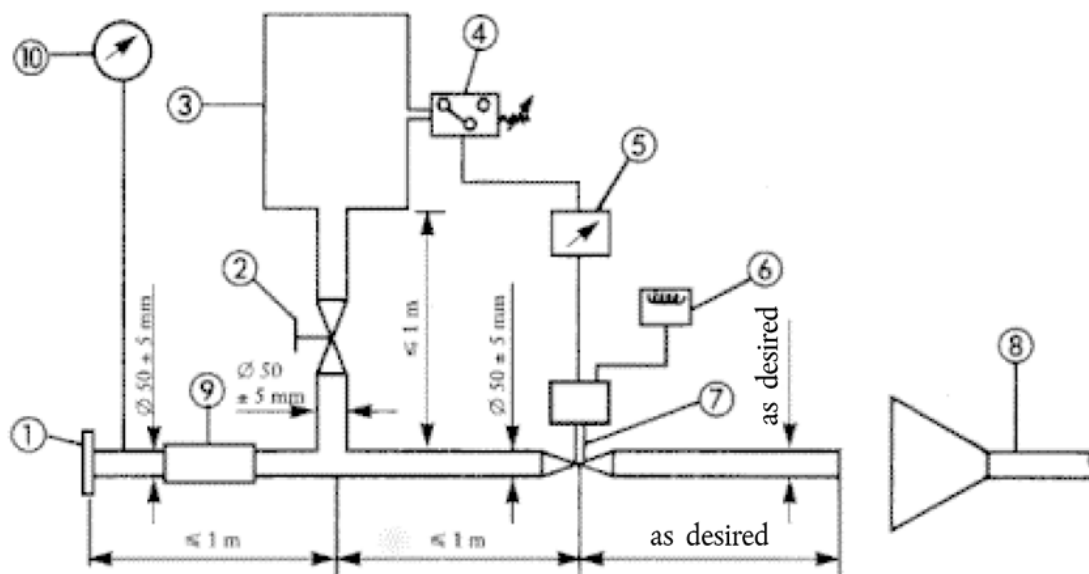 10
4
3
5
2
6
≤ 1 m
Ø 50 ± 5 mm
Ø 50
± 5 mm
Ø 50 ± 5 mm
as desired
8
9
7
1
≤ 1 m
≤ 1 m
as desired